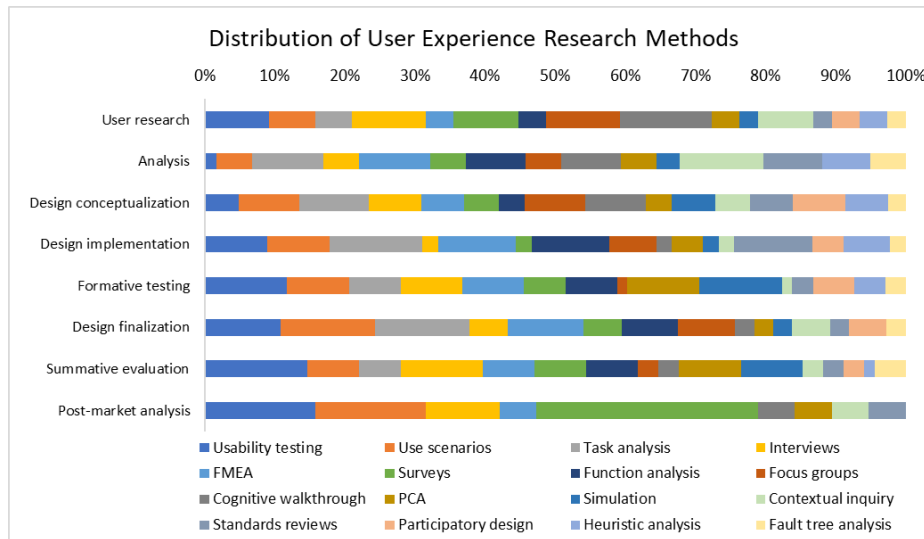 Distribution of User Experience Research Methods
0% 10% 20% 30% 40% 50% 60% 70% 80% 90% 100%
User research
Analysis
Design conceptualization
Design implementation
Formative testing
Design finalization
Summative evaluation
Post-market analysis
Usability testing Use scenarios Task analysis Interviews
FMEA Surveys Function analysis Focus groups
Cognitive walkthrough PCA Simulation Contextual inquiry
Standards reviews Participatory design Heuristic analysis Fault tree analysis